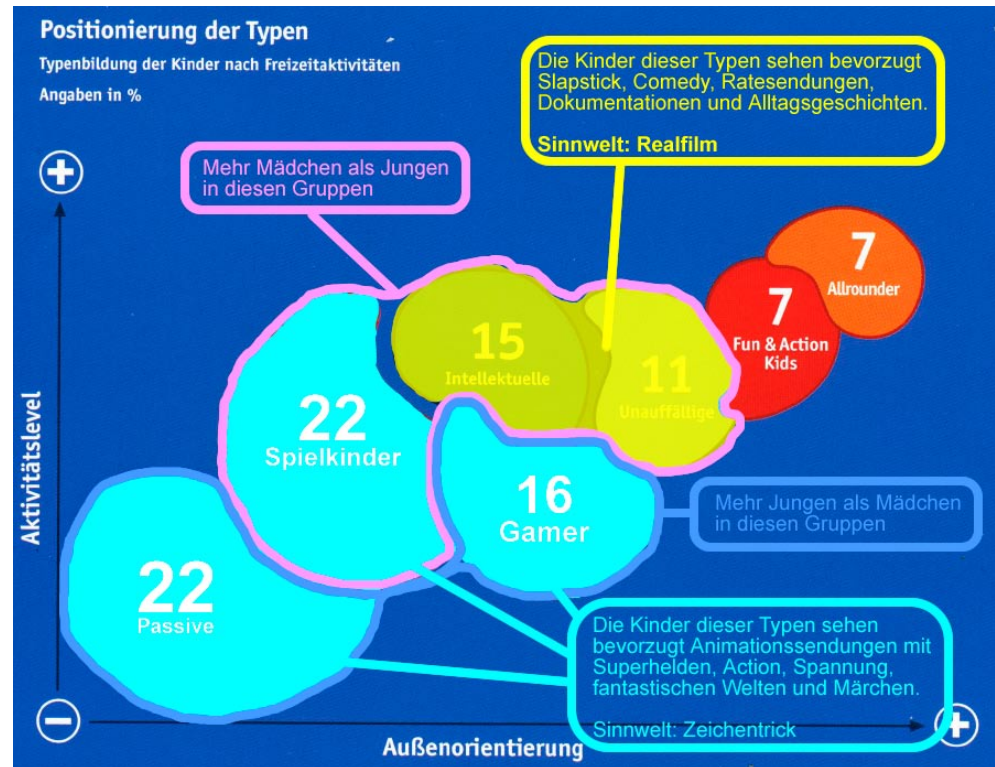 Positionierung der Typen
Typenbildung der Kinder nach Freizeitaktivitäten
Angaben in %
Die Kinder dieser Typen sehen bevorzugt
Slapstick, Comedy, Ratesendungen,
Dokumentationen und Alltagsgeschichten.
Sinnwelt: Realfilm
Mehr Mädchen als Jungen
in diesen Gruppen
7
Allrounder
7
Fun & Action
Kids
15
Intellektuelle
11
Unauffällige
22
Spielkinder
16
Gamer
Mehr Jungen als Mädchen
in diesen Gruppen
22
Passive
Die Kinder dieser Typen sehen
bevorzugt Animationssendungen mit
Superhelden, Action, Spannung,
fantastischen Welten und Märchen.
Sinnwelt: Zeichentrick
Aktivitätslevel
Außenorientierung